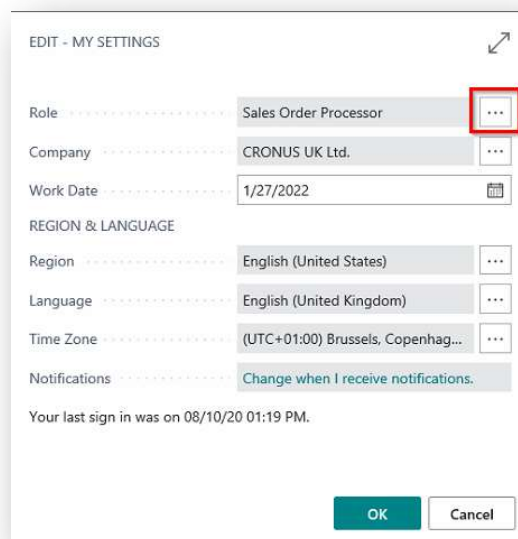 EDIT - MY SETTINGS
Role Sales Order Processor ...
Company CRONUS UK Ltd. ...
Work Date 1/27/2022
REGION & LANGUAGE
Region English (United States) ...
Language English (United Kingdom) ...
Time Zone (UTC+01:00) Brussels, Copenhag... ...
Notifications Change when I receive notifications.
Your last sign in was on 08/10/20 01:19 PM.
OK Cancel